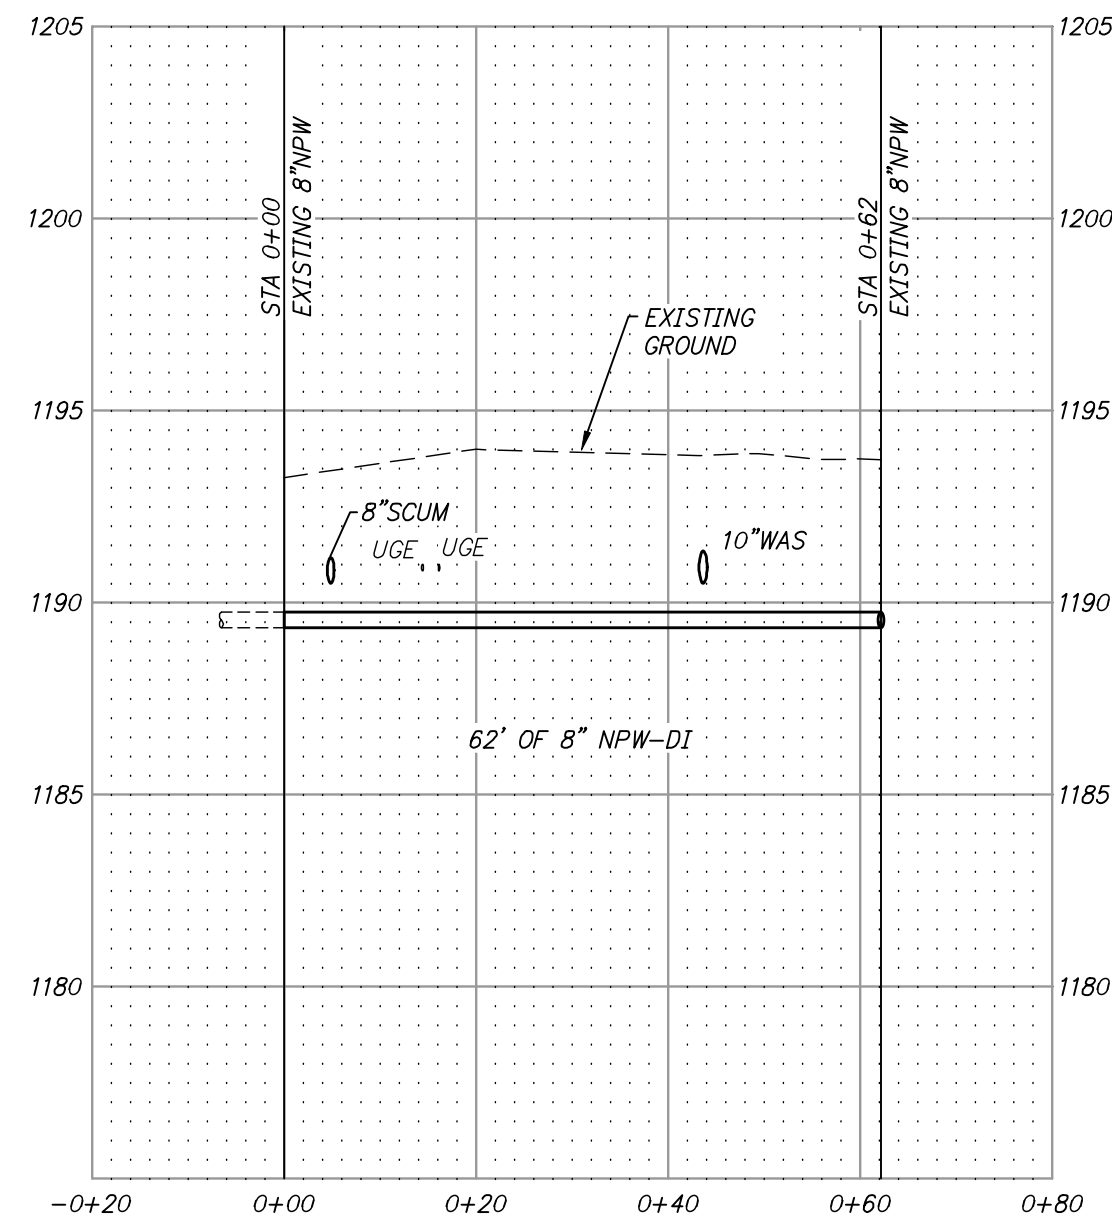 1205
1205
STA 0+00
EXISTING 8"NPW
STA 0+62
EXISTING 8"NPW
1200
1200
EXISTING
GROUND
1195
1195
8"SCUM
UGE
UGE
10"WAS
1190
1190
62' OF 8" NPW-DI
1185
1185
1180
1180
-0+20
0+00
0+20
0+40
0+60
0+80